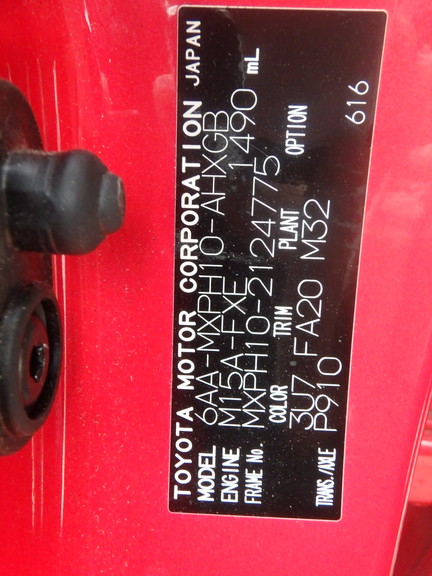 TOYOTA MOTOR CORPORATION JAPAN
MODEL 6AA-MXPH10-AHXGB
ENGINE M15A-FXE 1490 mL
FRAME No. MXPH10-2124775
COLOR TRIM PLANT OPTION
3U7 FA20 M32
TRANS./AXLE P910 616